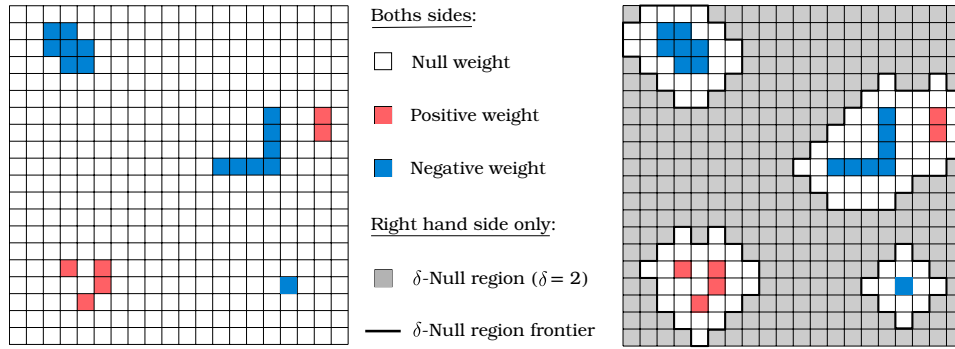 Boths sides:
Null weight
Positive weight
Negative weight
Right hand side only:
δ-Null region (δ = 2)
δ-Null region frontier